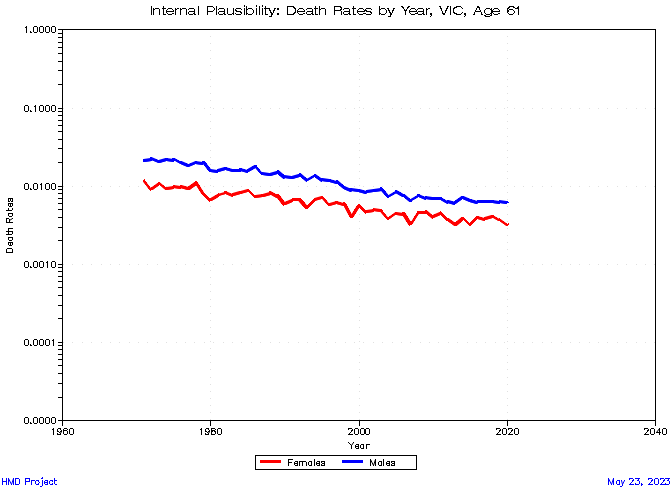 Internal Plausibility: Death Rates by Year, VIC, Age 61
1.0000
0.1000
0.0100
0.0010
0.0001
0.0000
Death Rates
1960 1980 2000 2020 2040
Year
Females Males
HMD Project May 23, 2023